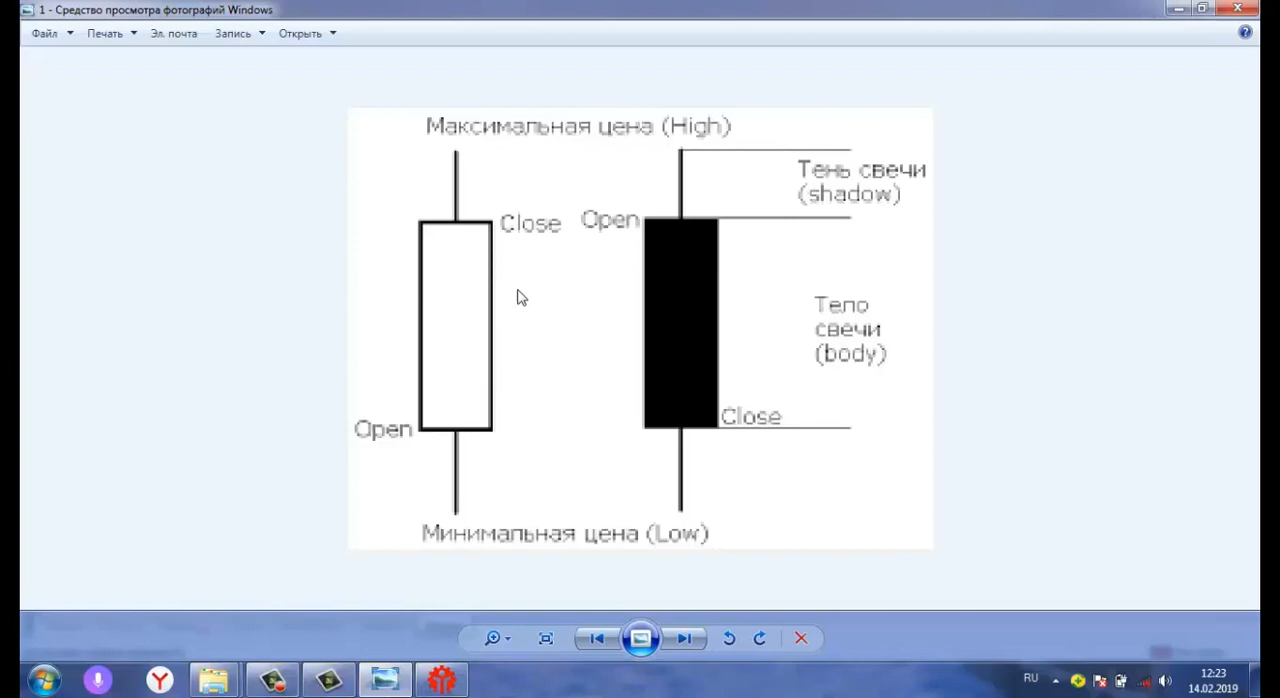 1 - Средство просмотра фотографий Windows
Файл Печать Эл. почта Запись Открыть
Максимальная цена (High)
Тень свечи
(shadow)
Close Open
Тело
свечи
(body)
Close
Open
Минимальная цена (Low)
RU 12:23
14.02.2019